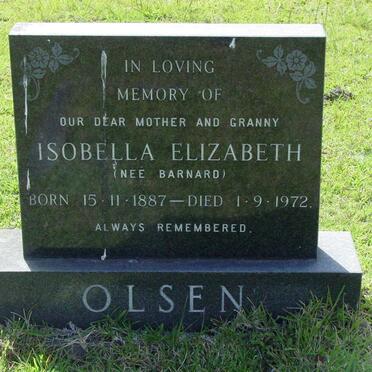 IN LOVING
MEMORY OF
OUR DEAR MOTHER AND GRANNY
ISOBELLA ELIZABETH
(NEE BARNARD)
BORN 15·11·1887 — DIED 1·9·1972.
ALWAYS REMEMBERED.
OLSEN